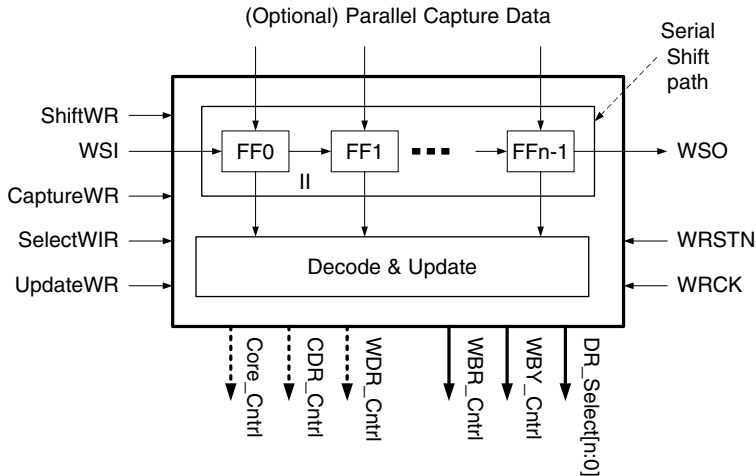 (Optional) Parallel Capture Data
Serial
Shift
path
ShiftWR
WSI
FF0
FF1
FFn-1
WSO
II
CaptureWR
SelectWIR
WRSTN
Decode & Update
UpdateWR
WRCK
Core_Cntrl
CDR_Cntrl
WDR_Cntrl
WBR_Cntrl
WBY_Cntrl
DR_Select[n:0]